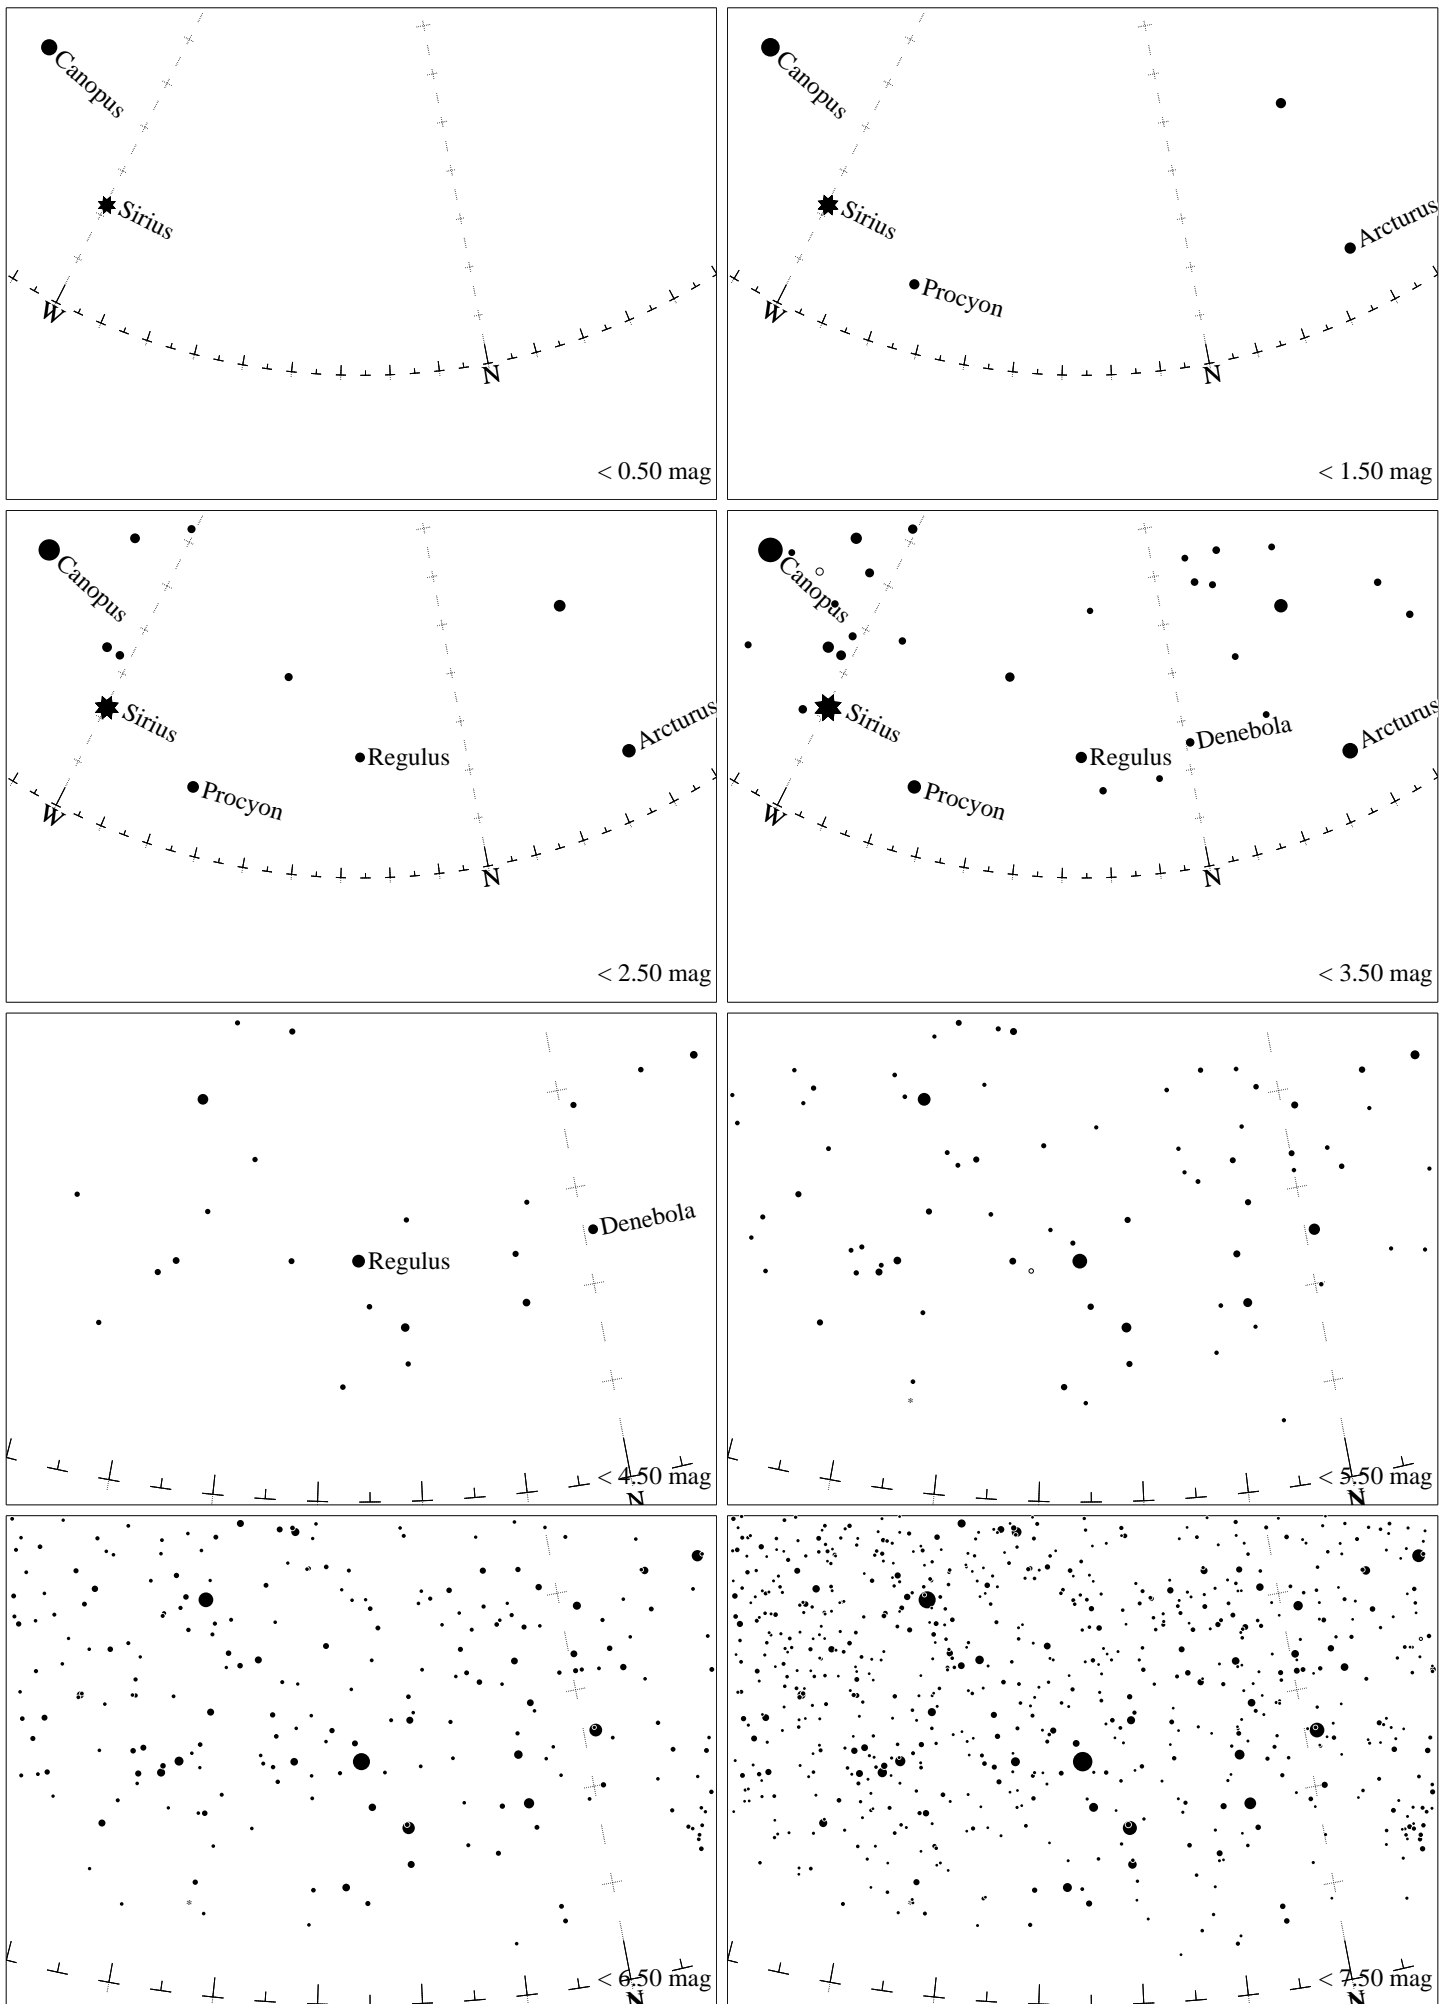 Canopus
Sirius
W
N
< 0.50 mag
Canopus
Sirius
Arcturus
Procyon
W
N
< 1.50 mag
Canopus
Sirius
Arcturus
Regulus
Procyon
W
N
< 2.50 mag
Canopus
Sirius
Denebola
Arcturus
Regulus
Procyon
W
N
< 3.50 mag
Denebola
Regulus
< 4.50 mag
N
< 5.50 mag
N
< 6.50 mag
N
< 7.50 mag
N